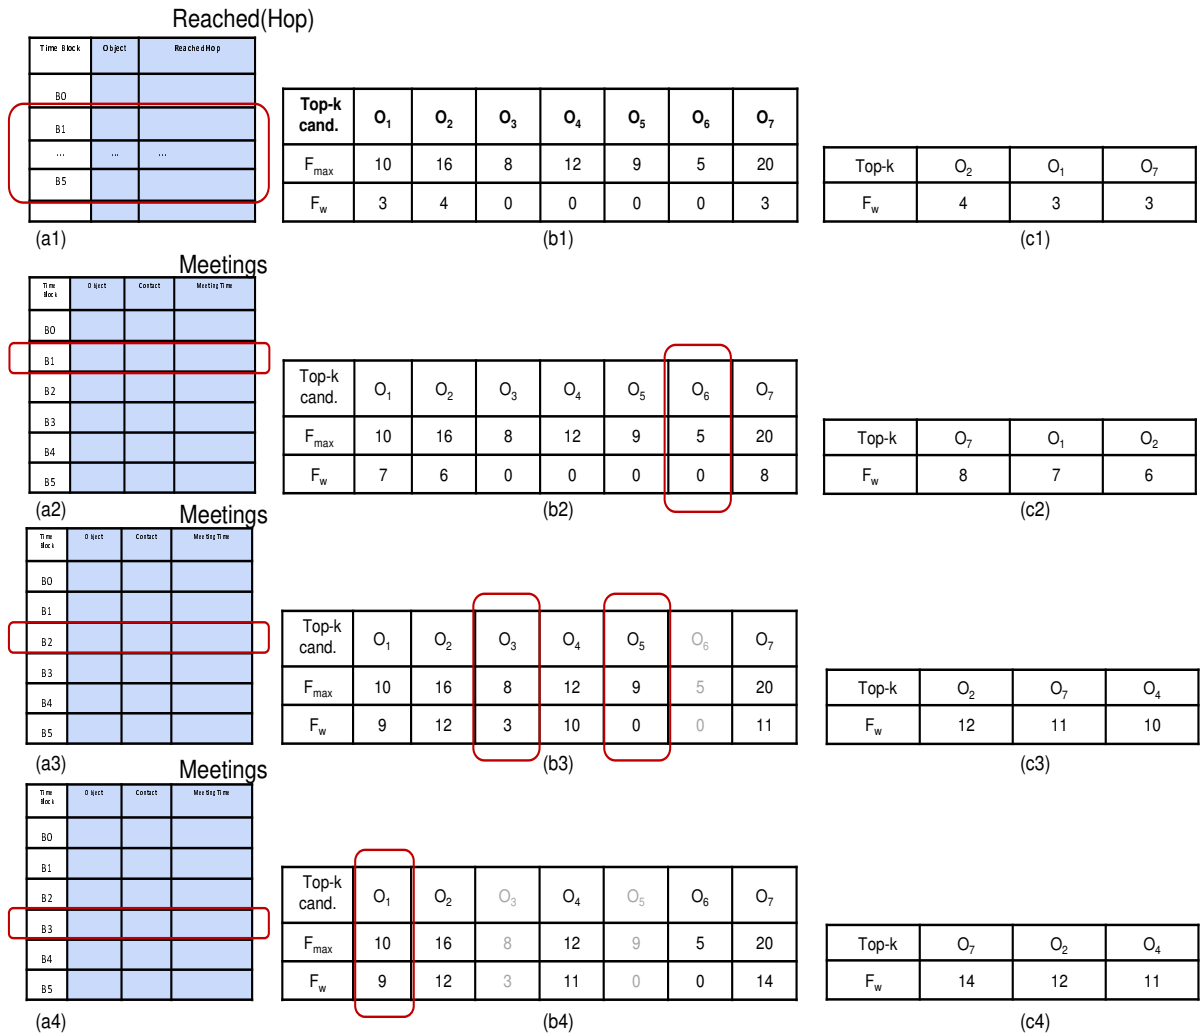 Reached(Hop)
Time Block Object Reached Hop
B0
B1
... ... ...
B5
(a1)
Top-k cand. O1 O2 O3 O4 O5 O6 O7
Fmax 10 16 8 12 9 5 20
Fw 3 4 0 0 0 0 3
(b1)
Top-k O2 O1 O7
Fw 4 3 3
(c1)
Meetings
Time Block Object Contact Meeting Time
B0
B1
B2
B3
B4
B5
(a2)
Top-k cand. O1 O2 O3 O4 O5 O6 O7
Fmax 10 16 8 12 9 5 20
Fw 7 6 0 0 0 0 8
(b2)
Top-k O7 O1 O2
Fw 8 7 6
(c2)
Meetings
Time Block Object Contact Meeting Time
B0
B1
B2
B3
B4
B5
(a3)
Top-k cand. O1 O2 O3 O4 O5 O6 O7
Fmax 10 16 8 12 9 5 20
Fw 9 12 3 10 0 0 11
(b3)
Top-k O2 O7 O4
Fw 12 11 10
(c3)
Meetings
Time Block Object Contact Meeting Time
B0
B1
B2
B3
B4
B5
(a4)
Top-k cand. O1 O2 O3 O4 O5 O6 O7
Fmax 10 16 8 12 9 5 20
Fw 9 12 3 11 0 0 14
(b4)
Top-k O7 O2 O4
Fw 14 12 11
(c4)